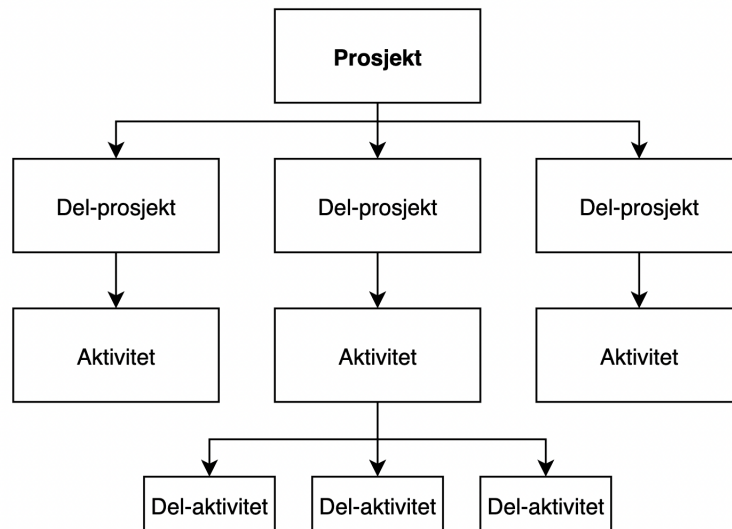 Prosjekt
Del-prosjekt
Del-prosjekt
Del-prosjekt
Aktivitet
Aktivitet
Aktivitet
Del-aktivitet
Del-aktivitet
Del-aktivitet